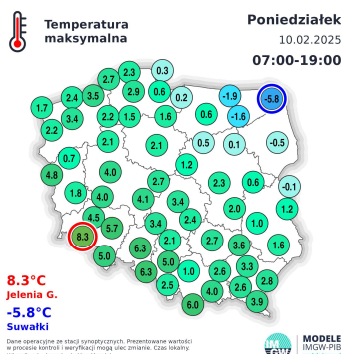 Temperatura
maksymalna
Poniedziałek
10.02.2025
07:00-19:00
2.7 2.3 0.3
2.4 3.5 2.9 0.6 0.2 -1.9 -5.8
1.7 3.4 2.2 1.5 1.6 0.6 -1.6
2.2 2.1 2.1 0.5 0.1 -0.5
0.7 1.2
4.8 4.0 2.7 2.3 0.6 -0.1
1.8 4.0 4.1 3.4 2.0 1.2
4.5 5.7 3.4 2.4 1.0
8.3 2.1 2.7 3.6 1.6
5.0 6.3 5.0
6.3 1.0 2.6 3.3
2.5 4.0 2.6 2.8
6.0 3.9
8.3°C
Jelenia G.
-5.8°C
Suwałki
Dane operacyjne ze stacji synoptycznych. Prezentowane wartości
w procesie kontroli i weryfikacji mogą ulec zmianie. Czas lokalny.
IM
GW
MODELE
IMGW-PIB